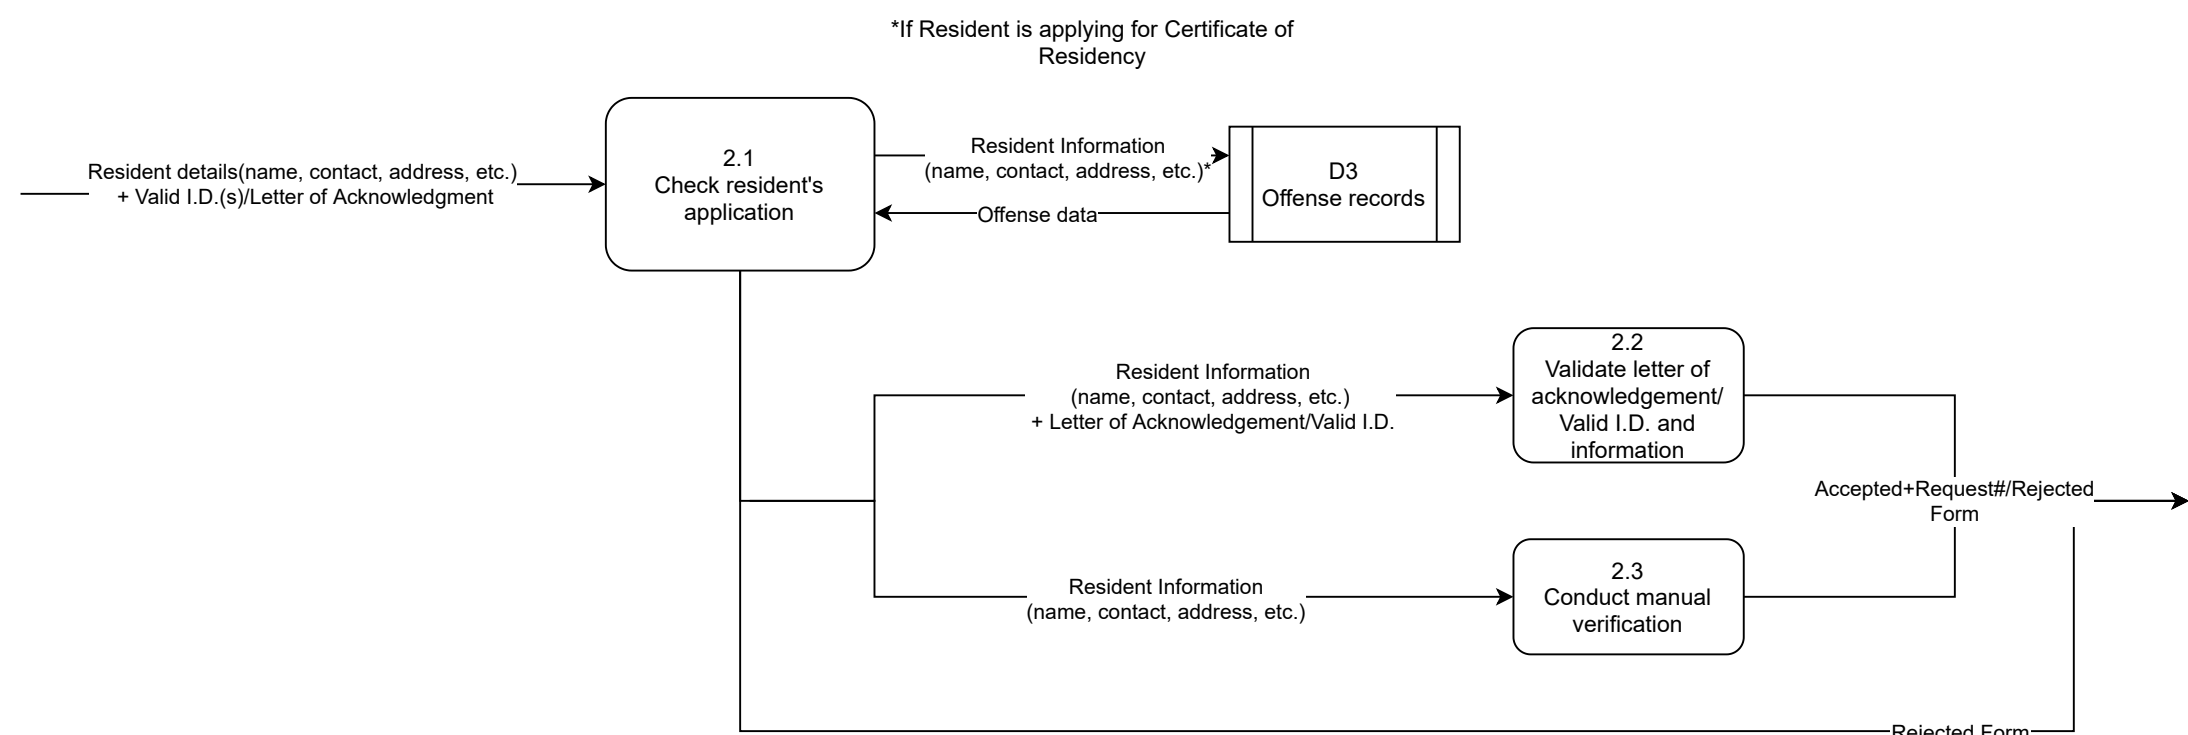 *If Resident is applying for Certificate of
Residency
Resident details(name, contact, address, etc.)
+ Valid I.D.(s)/Letter of Acknowledgment
2.1
Check resident's
application
Resident Information
(name, contact, address, etc.)*
Offense data
D3
Offense records
Resident Information
(name, contact, address, etc.)
+ Letter of Acknowledgement/Valid I.D.
2.2
Validate letter of
acknowledgement/
Valid I.D. and
information
Accepted+Request#/Rejected
Form
Resident Information
(name, contact, address, etc.)
2.3
Conduct manual
verification
Rejected Form